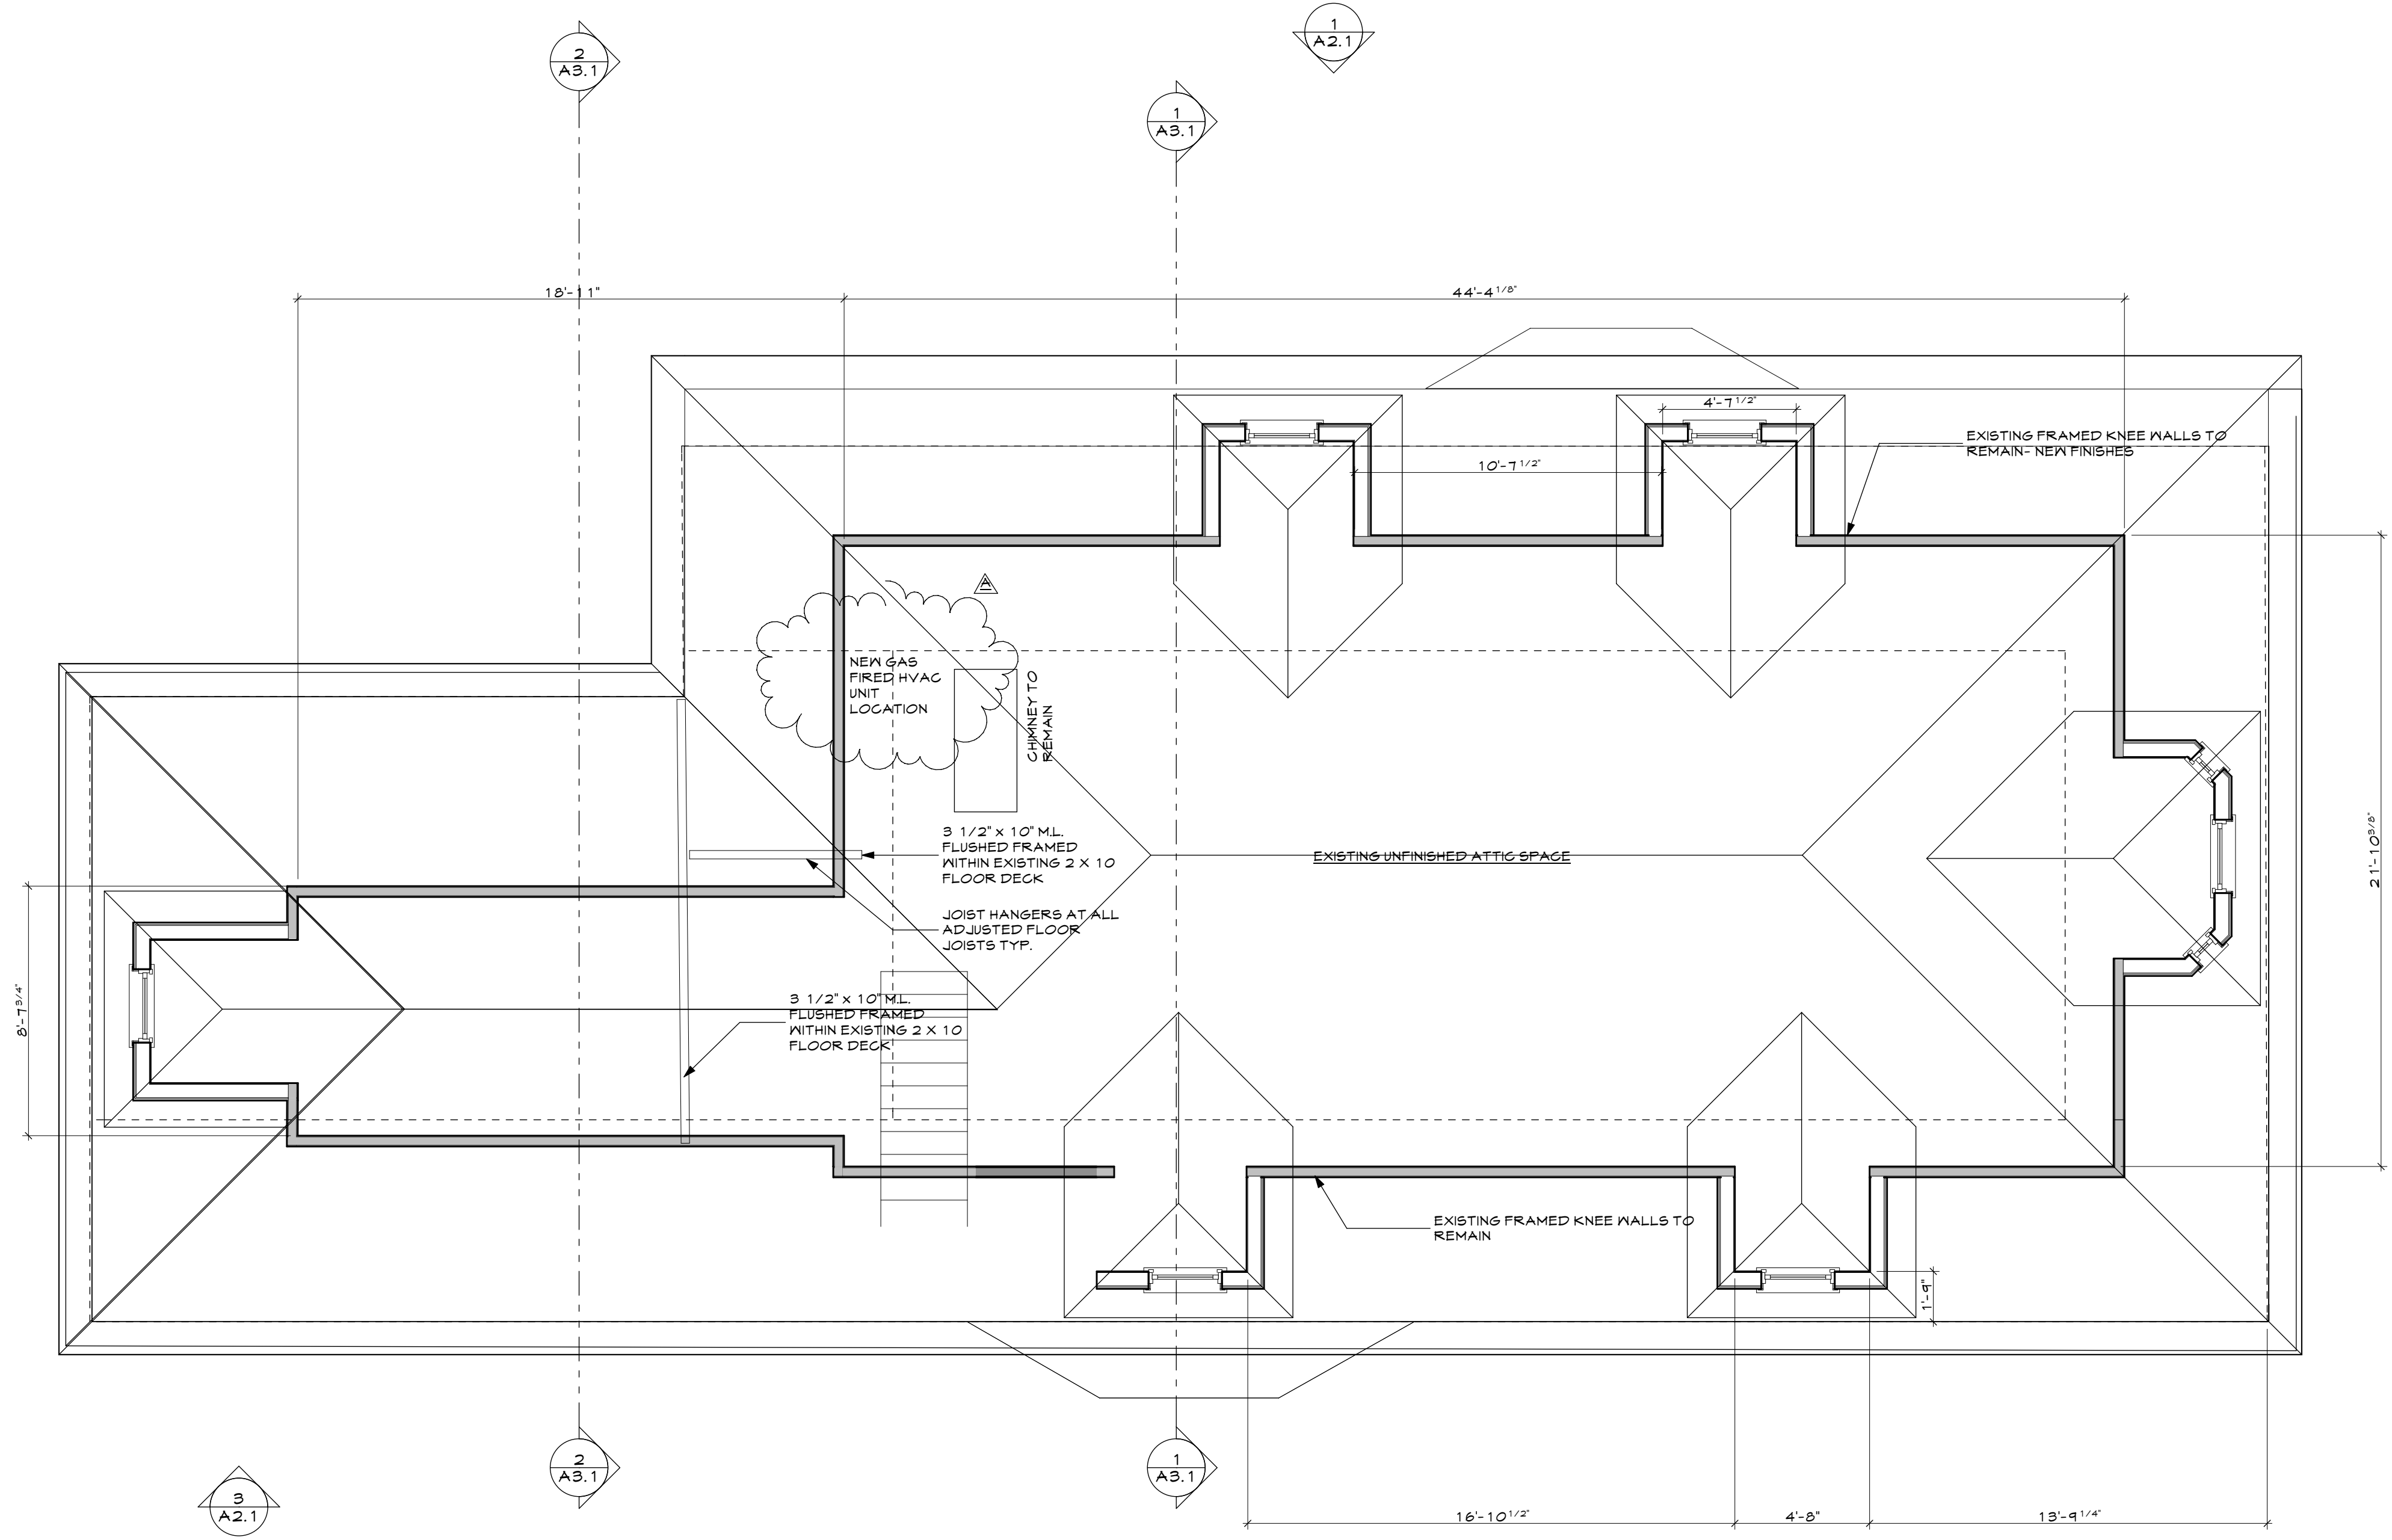 1
A2.1
2
A3.1
1
A3.1
18'-11"
44'-4 1/8"
4'-7 1/2"
10'-7 1/2"
EXISTING FRAMED KNEE WALLS TO
REMAIN- NEW FINISHES
A
NEW GAS
FIRED HVAC
UNIT
LOCATION
CHIMNEY TO
REMAIN
3 1/2" x 10" M.L.
FLUSHED FRAMED
WITHIN EXISTING 2 X 10
FLOOR DECK
EXISTING UNFINISHED ATTIC SPACE
21'-10 3/8"
JOIST HANGERS AT ALL
ADJUSTED FLOOR
JOISTS TYP.
8'-7 3/4"
3 1/2" x 10" M.L.
FLUSHED FRAMED
WITHIN EXISTING 2 X 10
FLOOR DECK
EXISTING FRAMED KNEE WALLS TO
REMAIN
1'-9"
2
A3.1
1
A3.1
3
A2.1
16'-10 1/2"
4'-8"
13'-9 1/4"